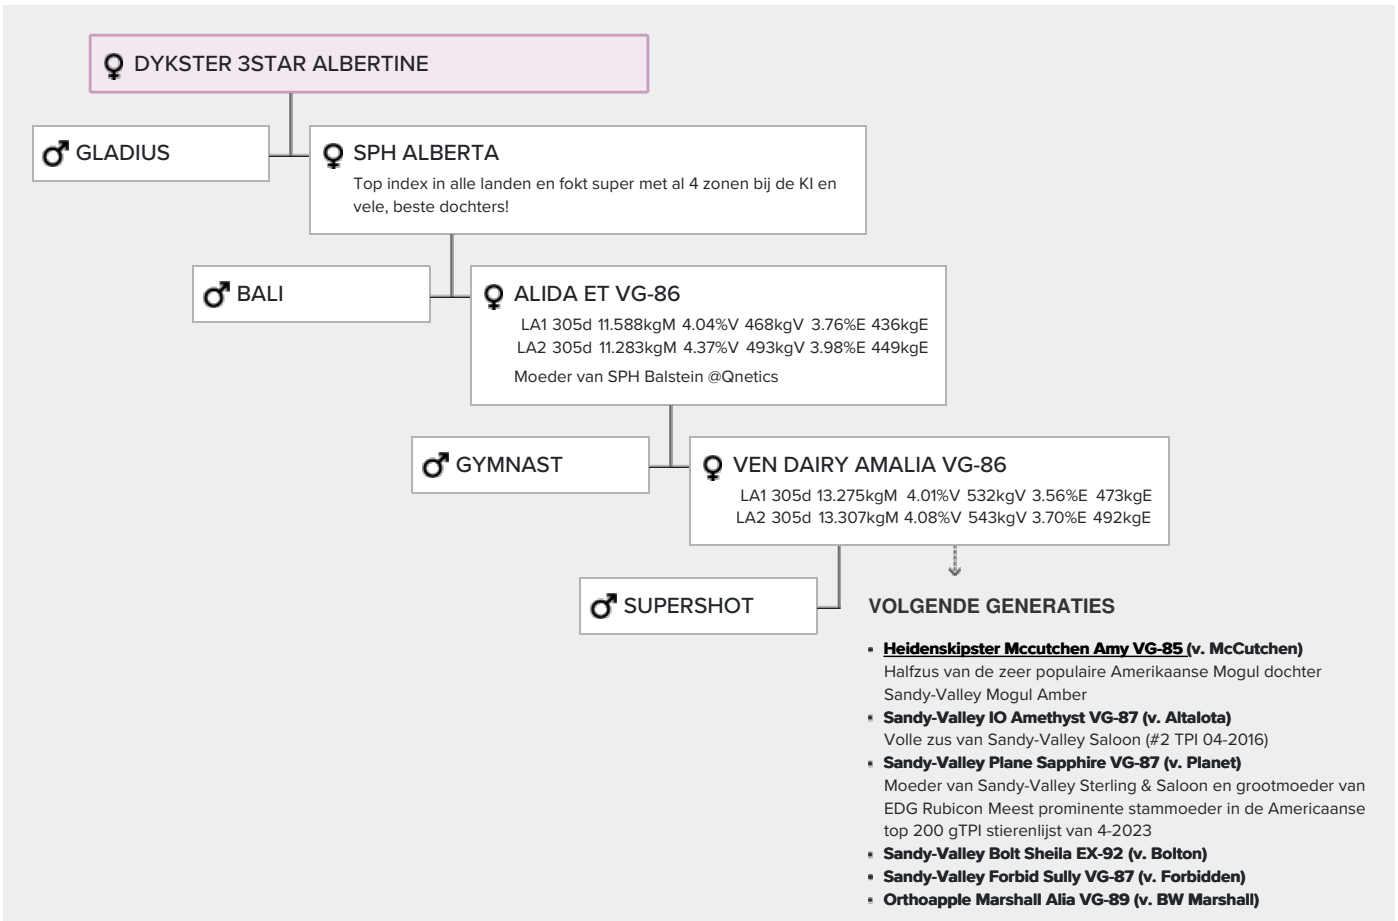 DYKSTER 3STAR ALBERTINE
GLADIUS
SPH ALBERTA
Top index in alle landen en fokt super met al 4 zonen bij de KI en
vele, beste dochters!
BALI
ALIDA ET VG-86
LA1 305d 11.588kgM 4.04%V 468kgV 3.76%E 436kgE
LA2 305d 11.283kgM 4.37%V 493kgV 3.98%E 449kgE
Moeder van SPH Balstein @Qnetics
GYMNAST
VEN DAIRY AMALIA VG-86
LA1 305d 13.275kgM 4.01%V 532kgV 3.56%E 473kgE
LA2 305d 13.307kgM 4.08%V 543kgV 3.70%E 492kgE
SUPERSHOT
VOLGENDE GENERATIES
Heidenskipster Mccutchen Amy VG-85 (v. McCutchen)
Halfzus van de zeer populaire Amerikaanse Mogul dochter
Sandy-Valley Mogul Amber
Sandy-Valley IO Amethyst VG-87 (v. AltaIota)
Volle zus van Sandy-Valley Saloon (#2 TPI 04-2016)
Sandy-Valley Plane Sapphire VG-87 (v. Planet)
Moeder van Sandy-Valley Sterling & Saloon en grootmoeder van
EDG Rubicon Meest prominente stammoeder in de Americaanse
top 200 gTPI stierenlijst van 4-2023
Sandy-Valley Bolt Sheila EX-92 (v. Bolton)
Sandy-Valley Forbid Sully VG-87 (v. Forbidden)
Orthoapple Marshall Alia VG-89 (v. BW Marshall)